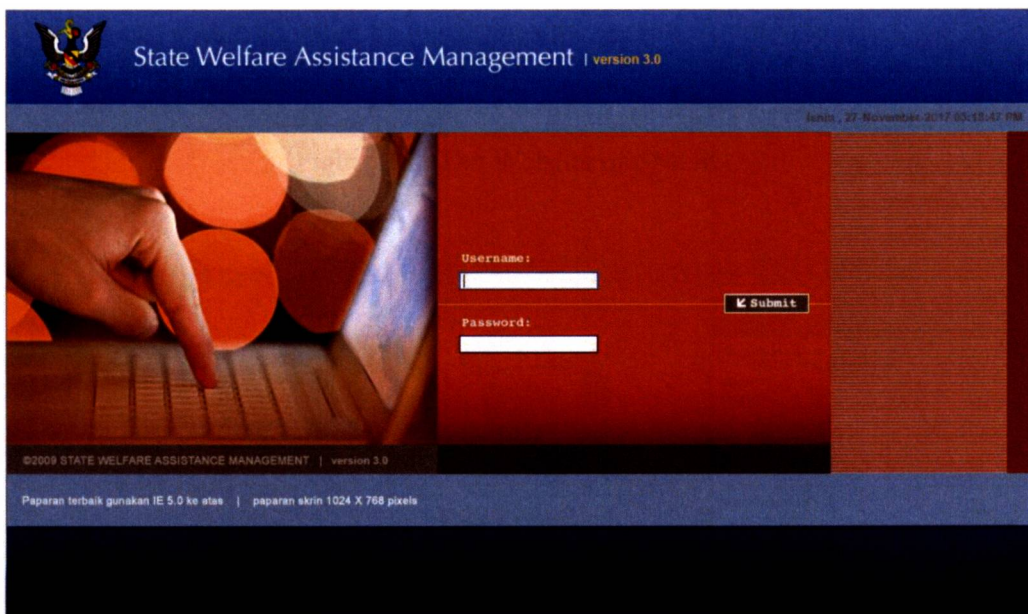 State Welfare Assistance Management | version 3.0
Isnin , 27-November-2017 03:18:47 PM
Username:
Submit
Password:
©2009 STATE WELFARE ASSISTANCE MANAGEMENT | version 3.0
Paparan terbaik gunakan IE 5.0 ke atas | paparan skrin 1024 X 768 pixels